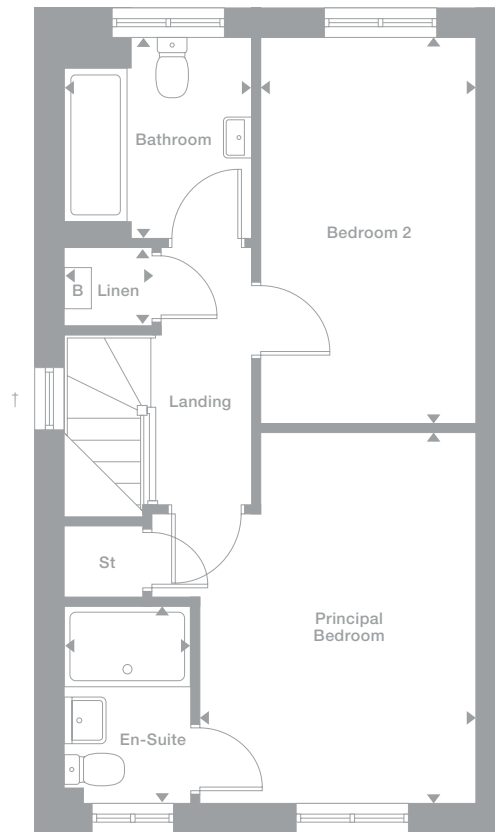 Bathroom
Bedroom 2
B
Linen
†
Landing
St
Principal
Bedroom
En-Suite